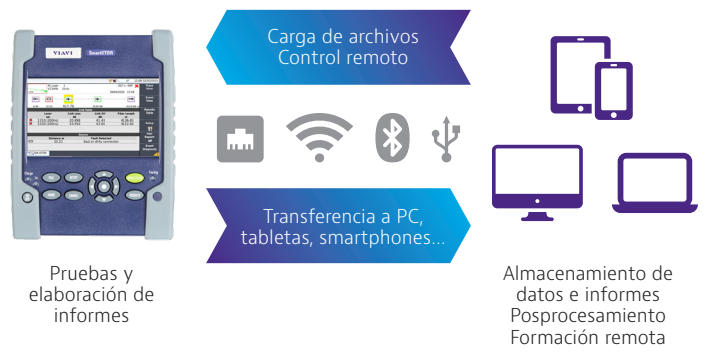 VIAVI
SmartOTDR
Carga de archivos
Control remoto
Transferencia a PC,
tabletas, smartphones...
Pruebas y
elaboración de
informes
Almacenamiento de
datos e informes
Posprocesamiento
Formación remota